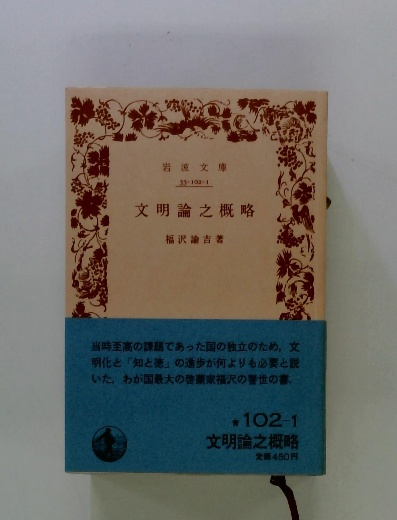 岩波文庫
33-102-1
文明論之概略
福沢諭吉著
当時至高の課題であった国の独立のため，文
明化と「知と徳」の進歩が何よりも必要と説
いた，わが国最大の啓蒙家福沢の警世の書．
青102-1
文明論之概略
定価450円